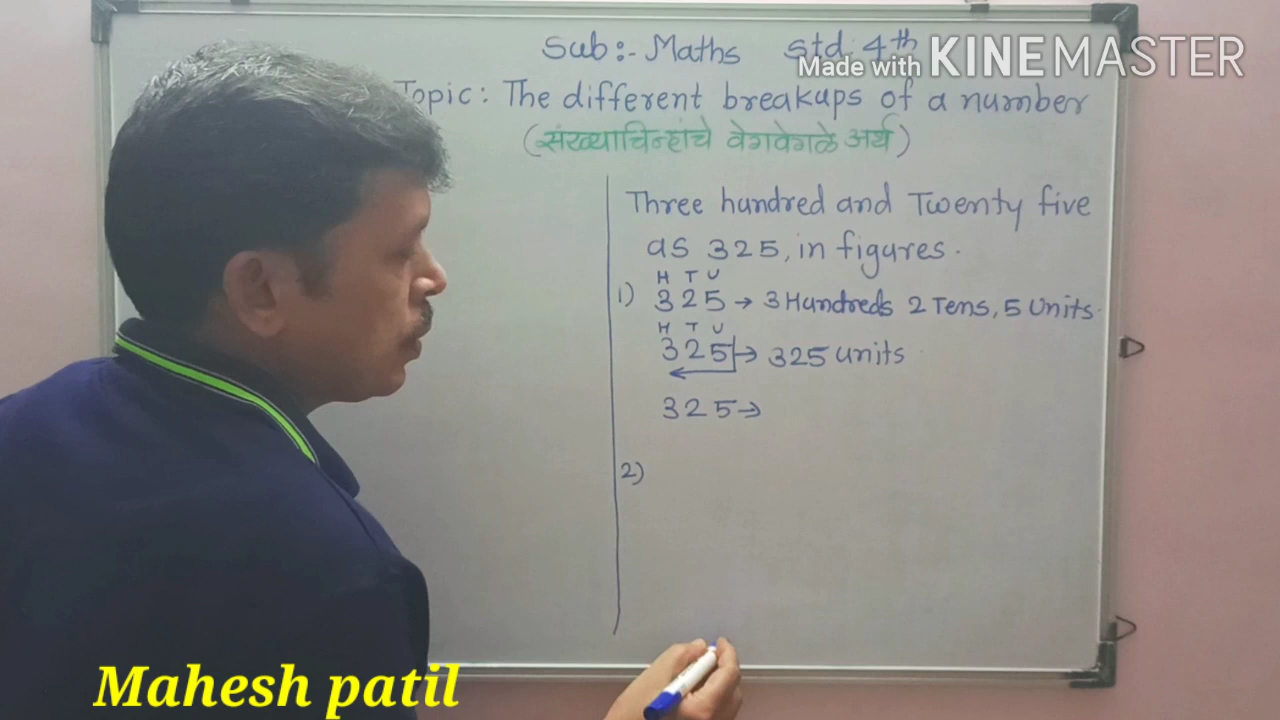 Sub:- Maths Std. 4th
Made with KINEMASTER
Topic: The different breakups of a number
(संख्याचिन्हांचे वेगवेगळे अर्थ)
Three hundred and Twenty five
as 325, in figures.
H T U
1) 325 → 3 Hundreds 2 Tens, 5 Units.
H T U
325 → 325 units
325 →
2)
Mahesh patil